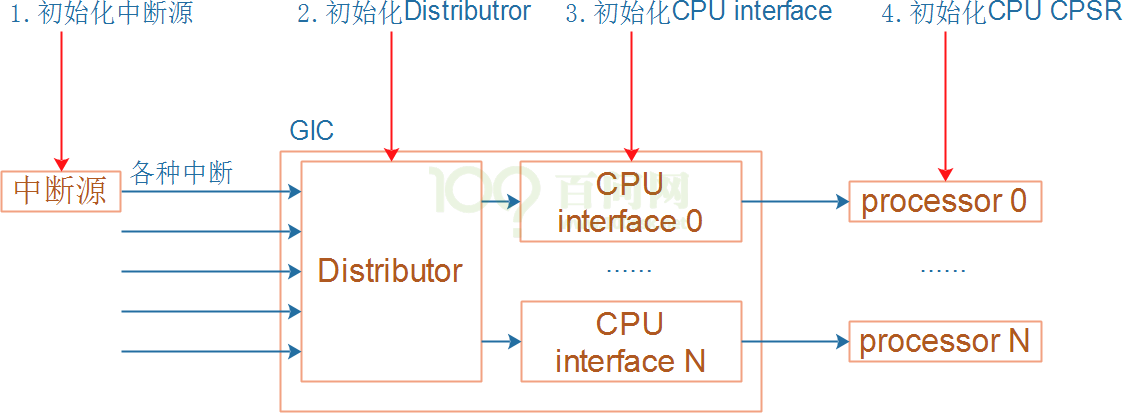 1.初始化中断源
2.初始化Distributror
3.初始化CPU interface
4.初始化CPU CPSR
GIC
中断源
各种中断
Distributor
CPU
interface 0
processor 0
......
......
CPU
interface N
processor N
百问网